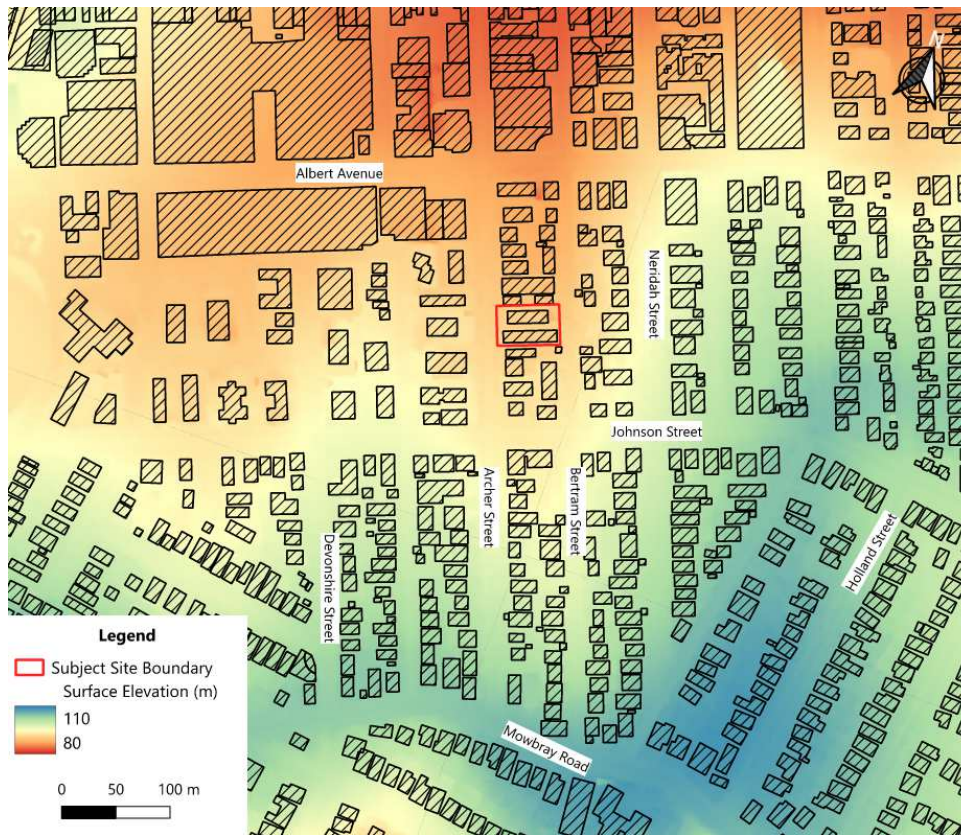 N
Albert Avenue
Neridah Street
Johnson Street
Archer Street
Bertram Street
Devonshire Street
Holland Street
Mowbray Road
Legend
Subject Site Boundary
Surface Elevation (m)
110
80
0 50 100 m